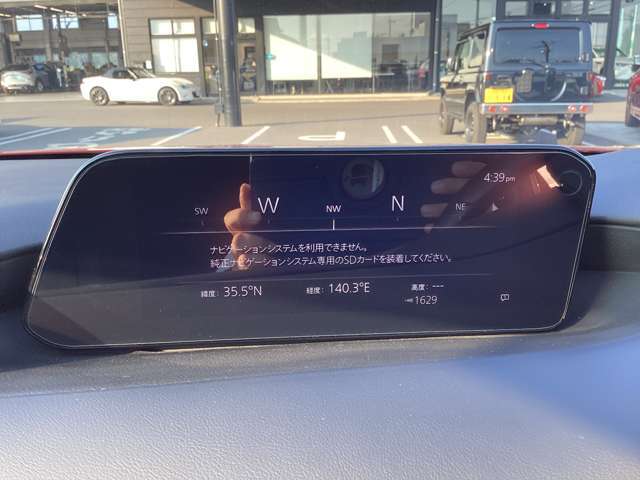 4:39pm
SW W NW N NE
ナビゲーションシステムを利用できません。
純正ナビゲーションシステム専用のSDカードを装着してください。
緯度: 35.5°N 経度: 140.3°E 高度: ---
1629